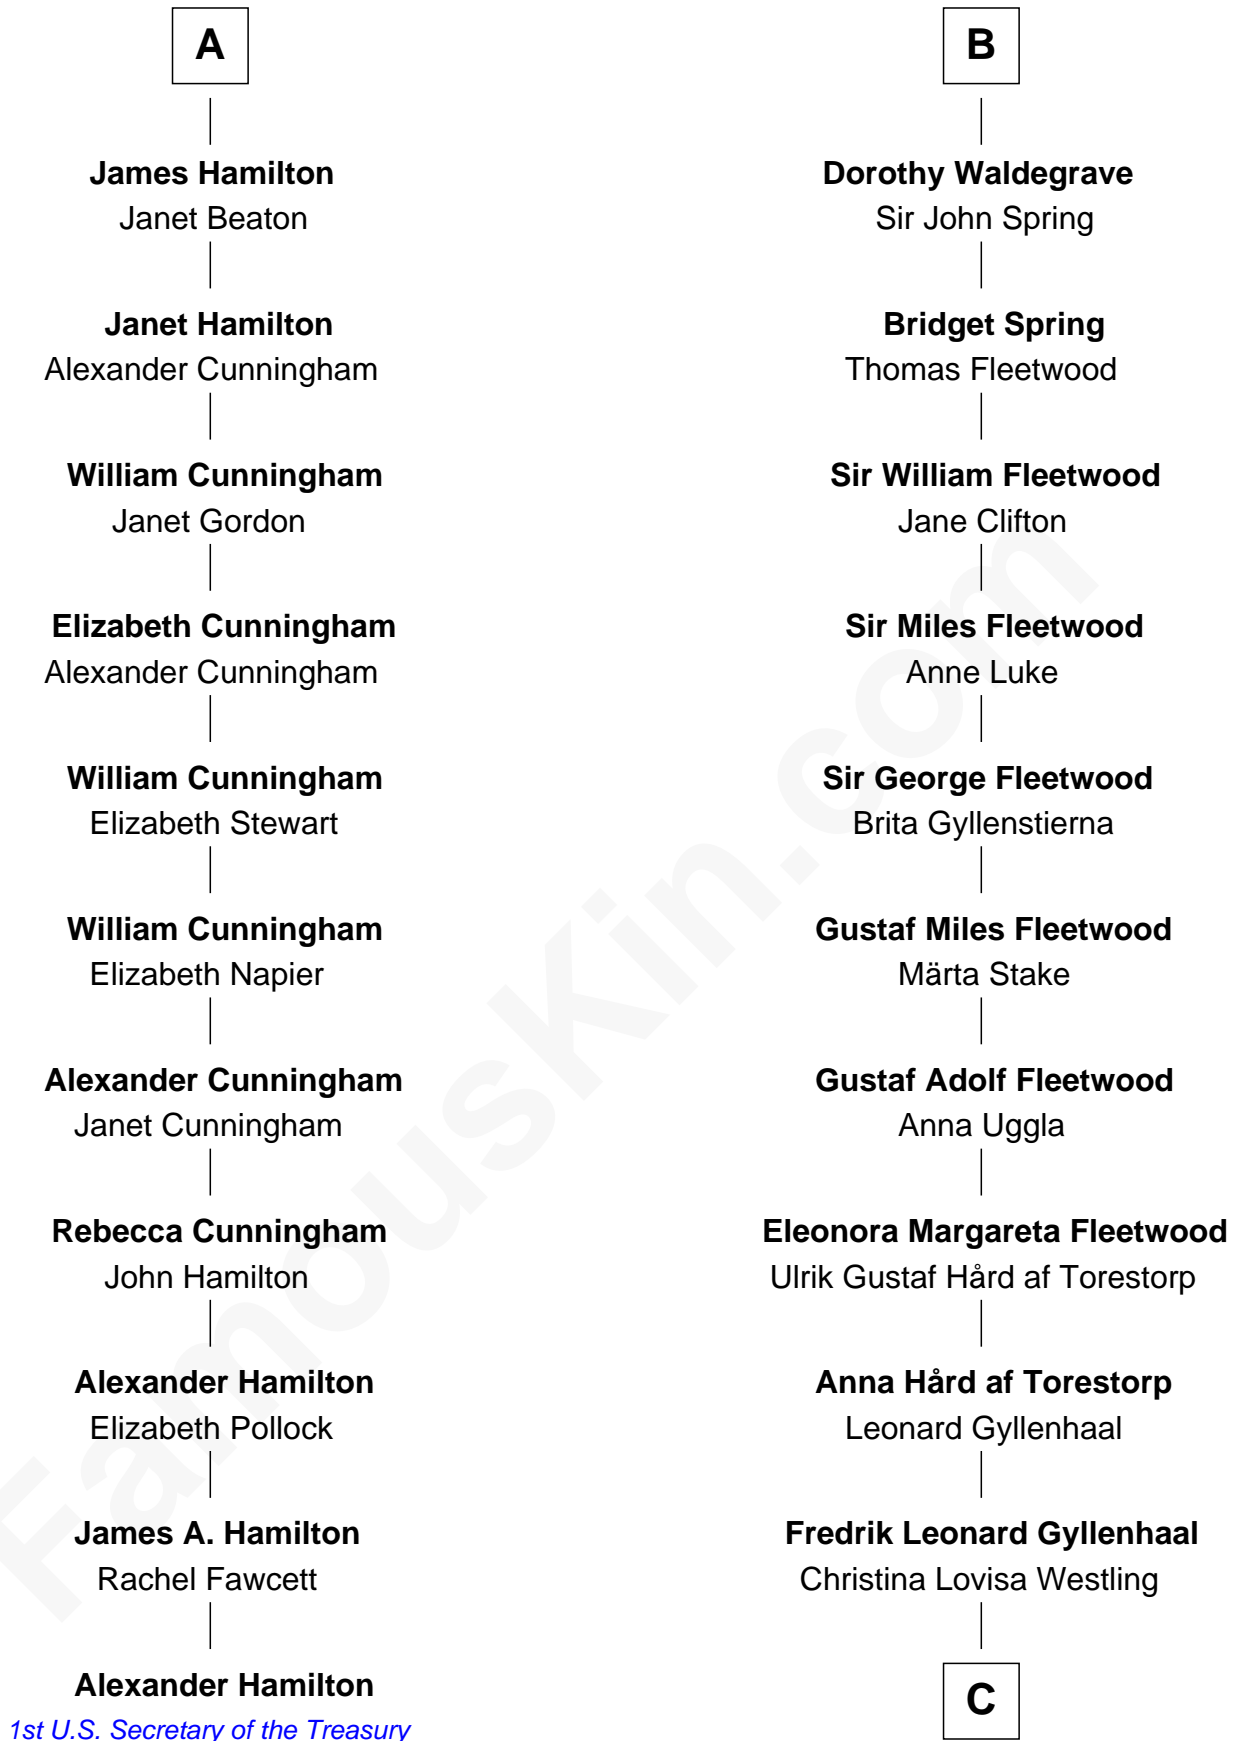 A
James Hamilton
Janet Beaton
Janet Hamilton
Alexander Cunningham
William Cunningham
Janet Gordon
Elizabeth Cunningham
Alexander Cunningham
William Cunningham
Elizabeth Stewart
William Cunningham
Elizabeth Napier
Alexander Cunningham
Janet Cunningham
Rebecca Cunningham
John Hamilton
Alexander Hamilton
Elizabeth Pollock
James A. Hamilton
Rachel Fawcett
Alexander Hamilton
1st U.S. Secretary of the Treasury
B
Dorothy Waldegrave
Sir John Spring
Bridget Spring
Thomas Fleetwood
Sir William Fleetwood
Jane Clifton
Sir Miles Fleetwood
Anne Luke
Sir George Fleetwood
Brita Gyllenstierna
Gustaf Miles Fleetwood
Märta Stake
Gustaf Adolf Fleetwood
Anna Uggla
Eleonora Margareta Fleetwood
Ulrik Gustaf Hård af Torestorp
Anna Hård af Torestorp
Leonard Gyllenhaal
Fredrik Leonard Gyllenhaal
Christina Lovisa Westling
C
FamousKin.com